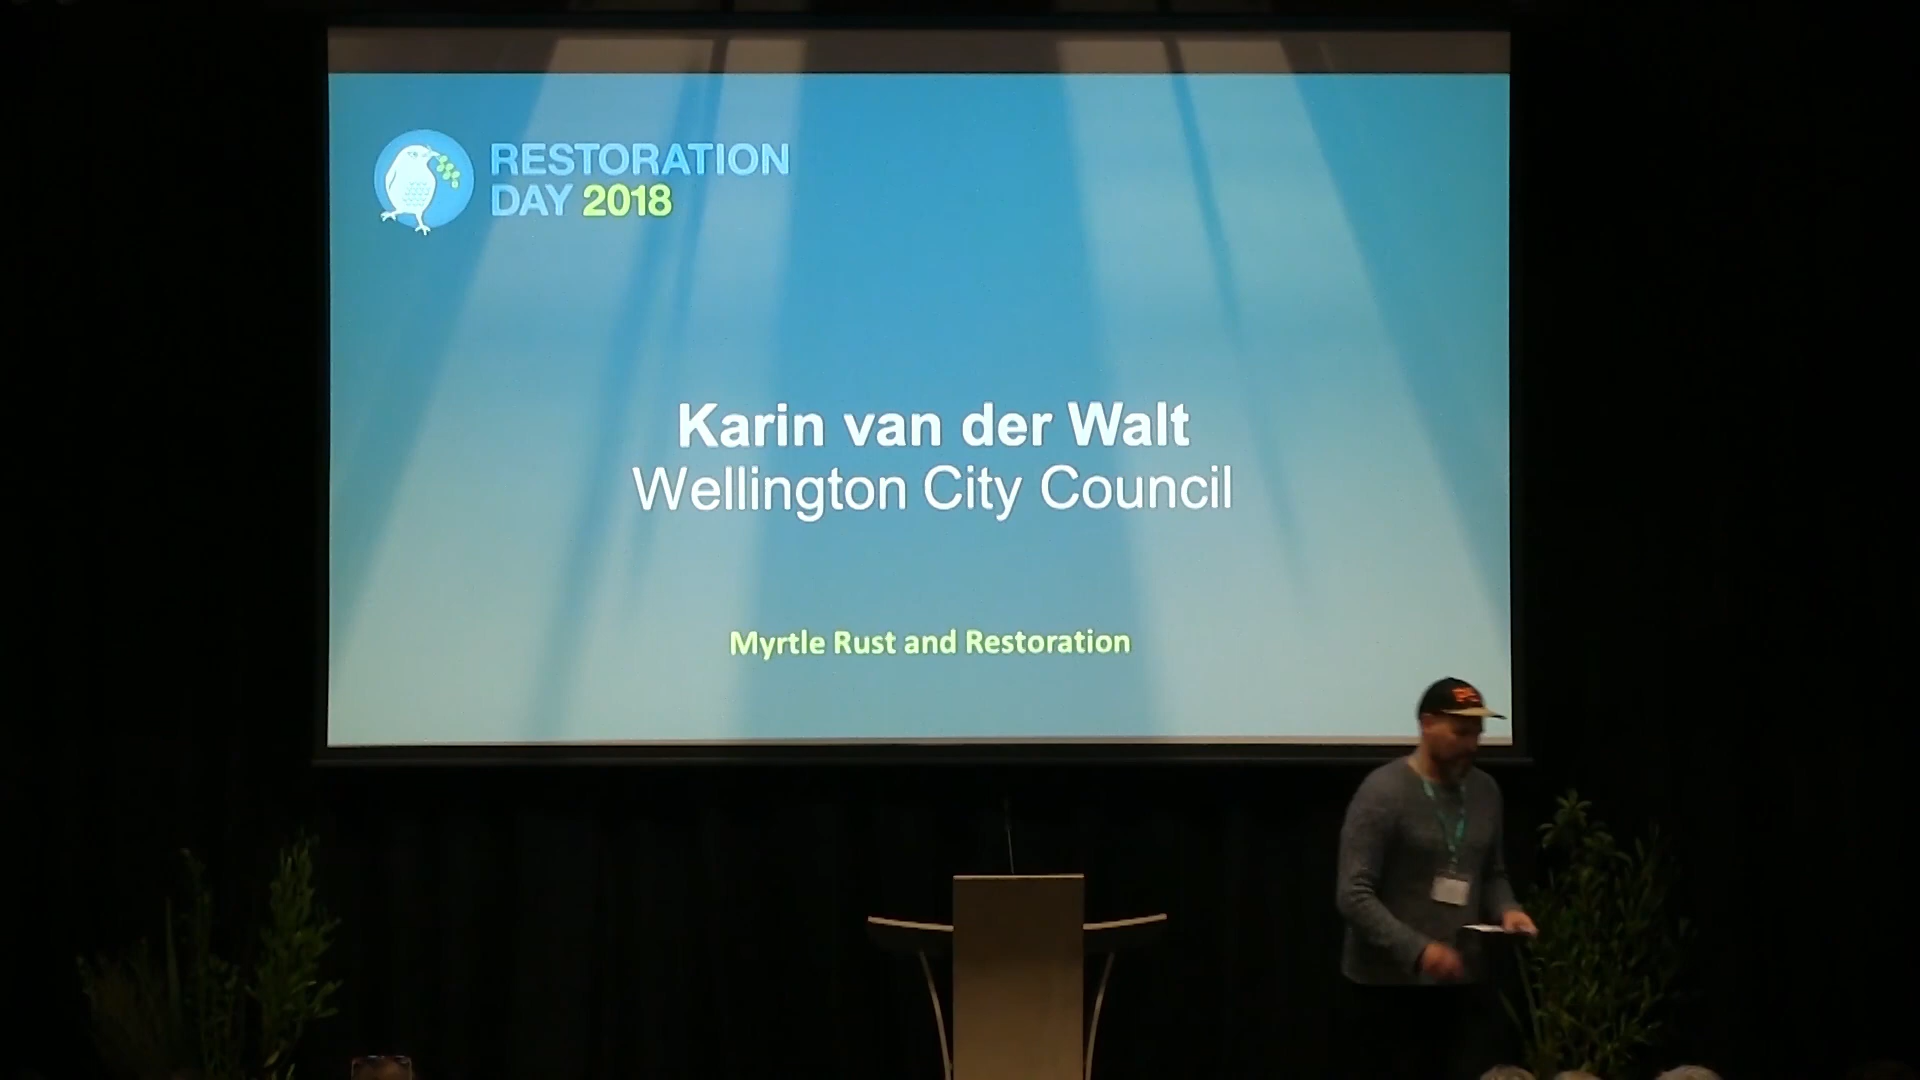 RESTORATION
DAY 2018
Karin van der Walt
Wellington City Council
Myrtle Rust and Restoration